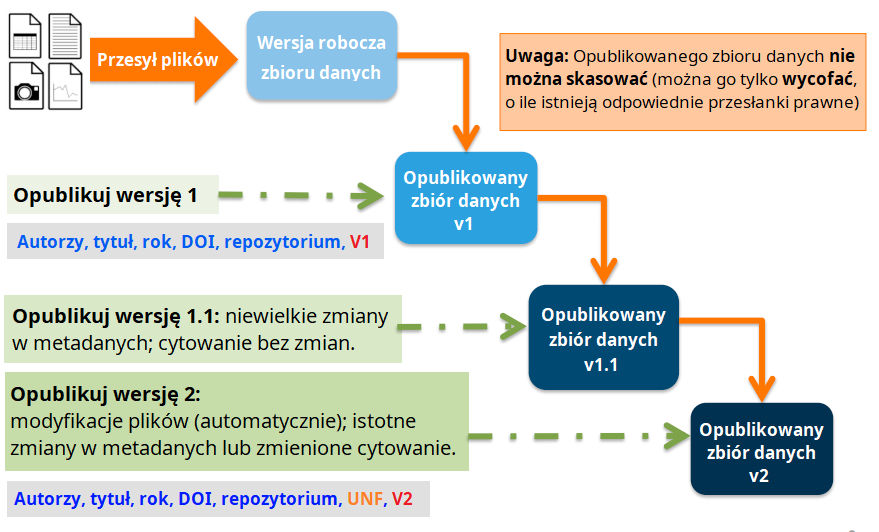 Przesył plików
Wersja robocza
zbioru danych
Uwaga: Opublikowanego zbioru danych nie
można skasować (można go tylko wycofać,
o ile istnieją odpowiednie przesłanki prawne)
Opublikuj wersję 1
Opublikowany
zbiór danych
v1
Autorzy, tytuł, rok, DOI, repozytorium, V1
Opublikuj wersję 1.1: niewielkie zmiany
w metadanych; cytowanie bez zmian.
Opublikowany
zbiór danych
v1.1
Opublikuj wersję 2:
modyfikacje plików (automatycznie); istotne
zmiany w metadanych lub zmienione cytowanie.
Opublikowany
zbiór danych
v2
Autorzy, tytuł, rok, DOI, repozytorium, UNF, V2